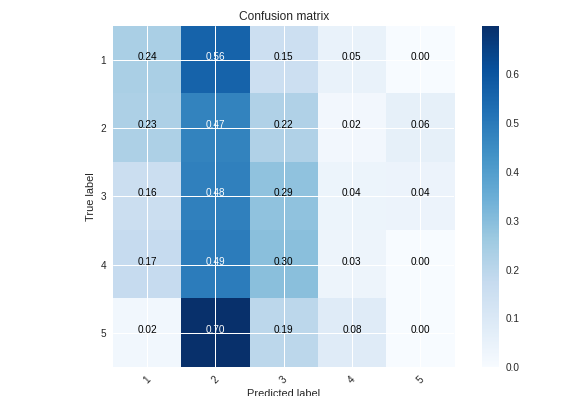 Confusion matrix
True label
1 0.24 0.56 0.15 0.05 0.00
2 0.23 0.47 0.22 0.02 0.06
3 0.16 0.48 0.29 0.04 0.04
4 0.17 0.49 0.30 0.03 0.00
5 0.02 0.70 0.19 0.08 0.00
1 2 3 4 5
Predicted label
0.6
0.5
0.4
0.3
0.2
0.1
0.0